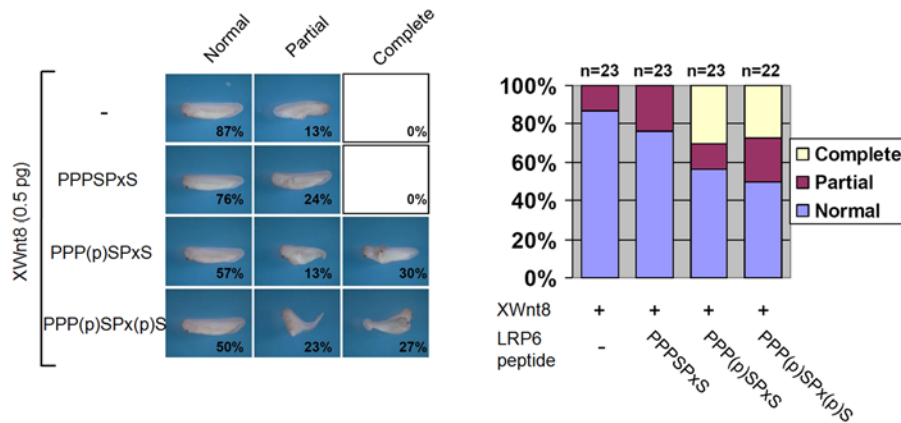 Normal
Partial
Complete
XWnt8 (0.5 pg)
-
87%
13%
0%
PPPSPxS
76%
24%
0%
PPP(p)SPxS
57%
13%
30%
PPP(p)SPx(p)S
50%
23%
27%
n=23 n=23 n=23 n=22
100%
80%
60%
40%
20%
0%
Complete
Partial
Normal
XWnt8 + + + +
LRP6
peptide
-
PPPSPxS
PPP(p)SPxS
PPP(p)SPx(p)S